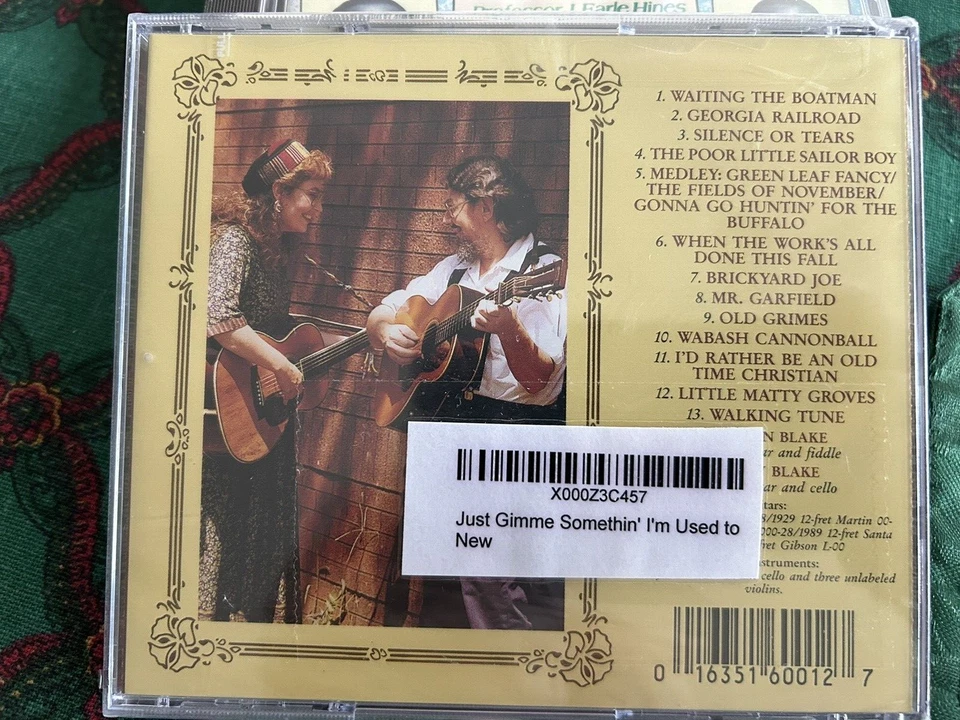 Professor J. Earle Hines
1. WAITING THE BOATMAN
2. GEORGIA RAILROAD
3. SILENCE OR TEARS
4. THE POOR LITTLE SAILOR BOY
5. MEDLEY: GREEN LEAF FANCY/
THE FIELDS OF NOVEMBER/
GONNA GO HUNTIN' FOR THE
BUFFALO
6. WHEN THE WORK'S ALL
DONE THIS FALL
7. BRICKYARD JOE
8. MR. GARFIELD
9. OLD GRIMES
10. WABASH CANNONBALL
11. I'D RATHER BE AN OLD
TIME CHRISTIAN
12. LITTLE MATTY GROVES
13. WALKING TUNE
BLAKE
and fiddle
BLAKE
and cello
/1929 12-fret Martin 00-
000-28/1989 12-fret Santa
Gibson L-00
cello and three unlabeled
violins.
X000Z3C457
Just Gimme Somethin' I'm Used to
New
0 16351 60012 7